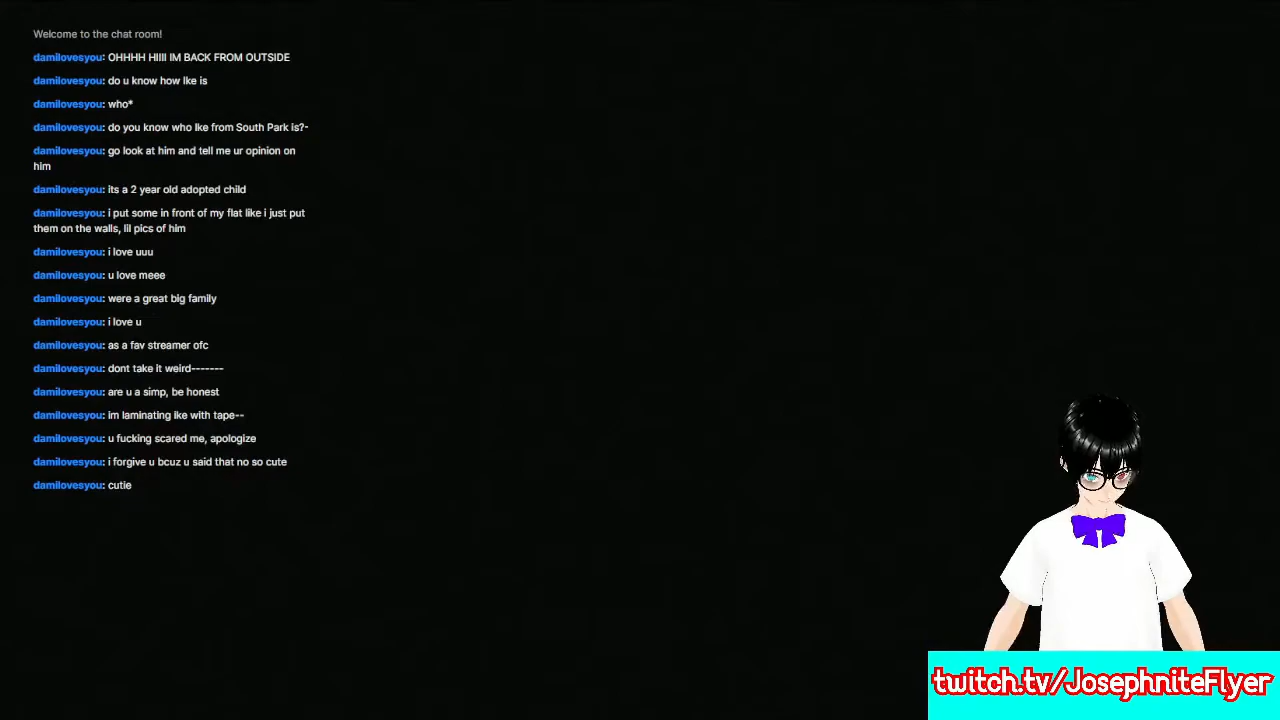 Welcome to the chat room!
damilovesyou: OHHHH HIIII IM BACK FROM OUTSIDE
damilovesyou: do u know how Ike is
damilovesyou: who*
damilovesyou: do you know who Ike from South Park is?-
damilovesyou: go look at him and tell me ur opinion on
him
damilovesyou: its a 2 year old adopted child
damilovesyou: i put some in front of my flat like i just put
them on the walls, lil pics of him
damilovesyou: i love uuu
damilovesyou: u love meee
damilovesyou: were a great big family
damilovesyou: i love u
damilovesyou: as a fav streamer ofc
damilovesyou: dont take it weird-------
damilovesyou: are u a simp, be honest
damilovesyou: im laminating ike with tape--
damilovesyou: u fucking scared me, apologize
damilovesyou: i forgive u bcuz u said that no so cute
damilovesyou: cutie
twitch.tv/JosephniteFlyer